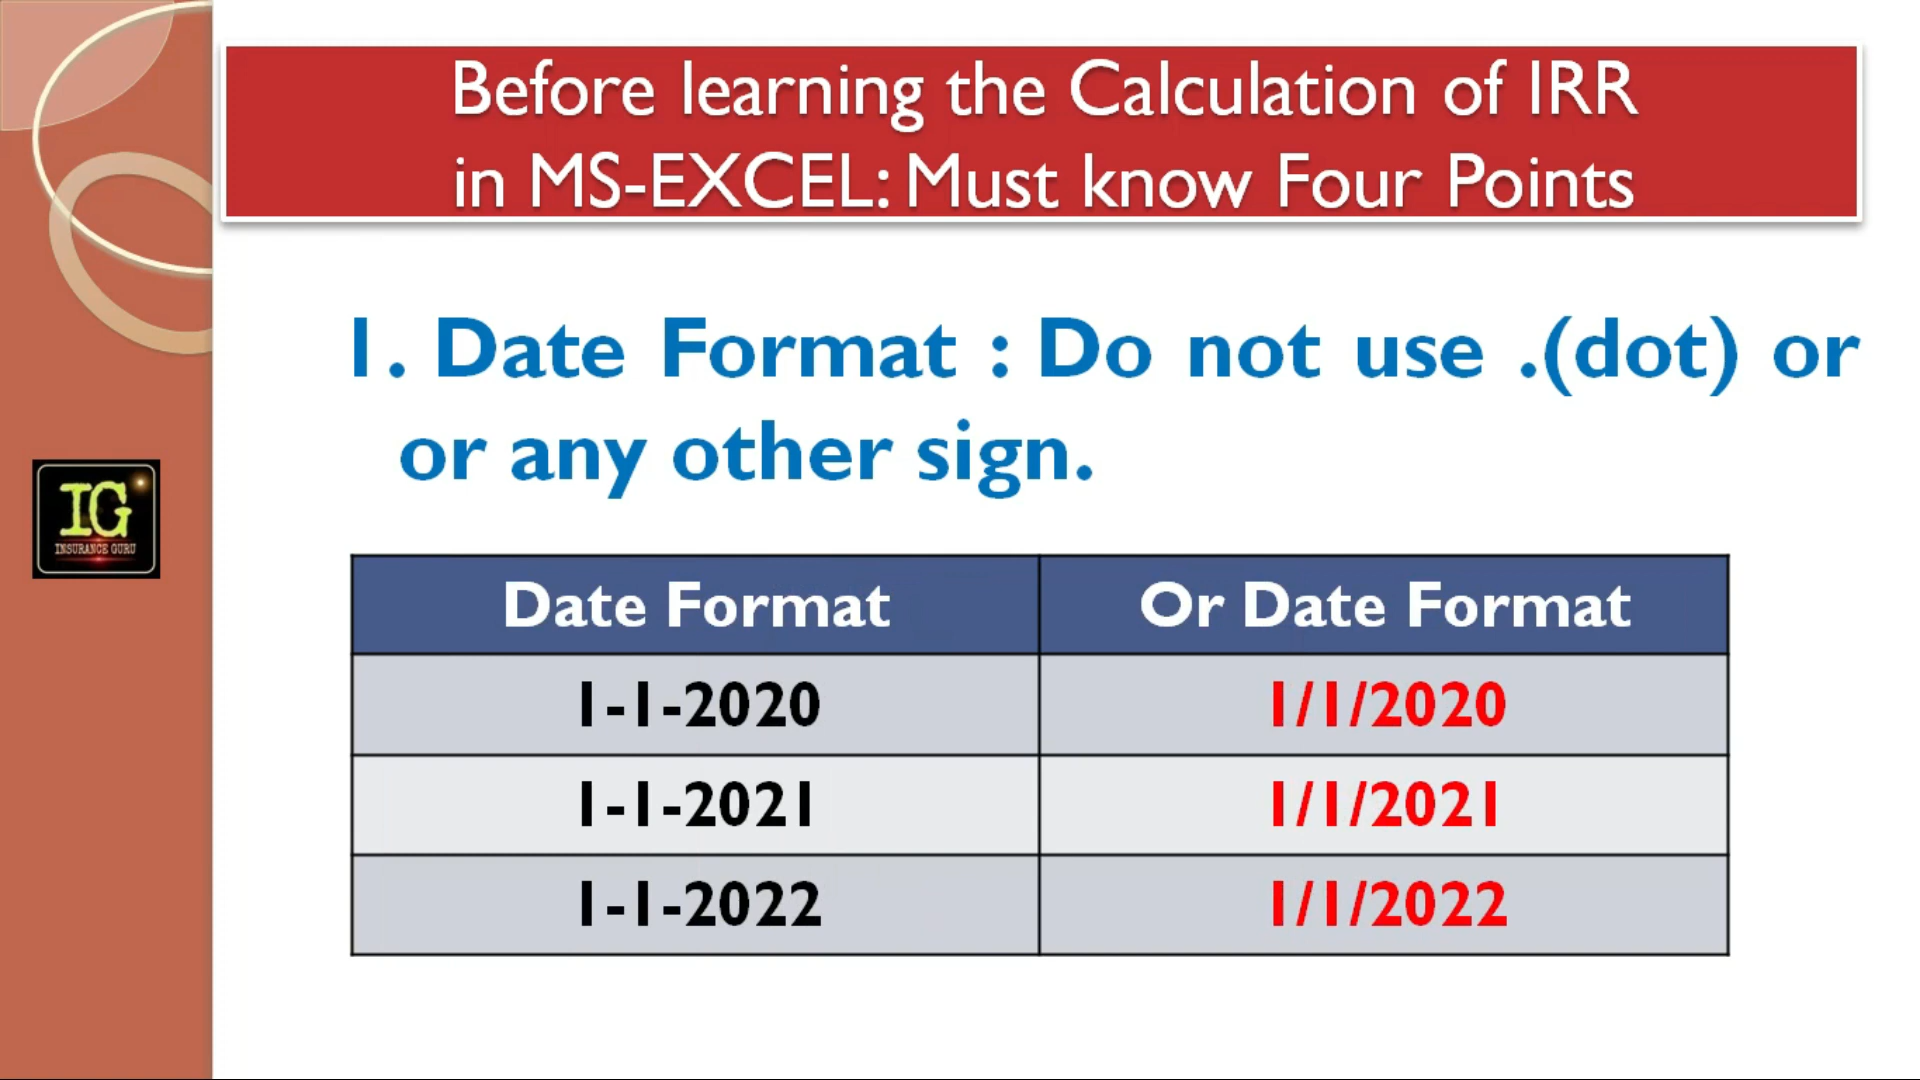 Before learning the Calculation of IRR
in MS-EXCEL: Must know Four Points
1. Date Format : Do not use .(dot) or
or any other sign.
IG
INSURANCE GURU
Date Format Or Date Format
1-1-2020 1/1/2020
1-1-2021 1/1/2021
1-1-2022 1/1/2022